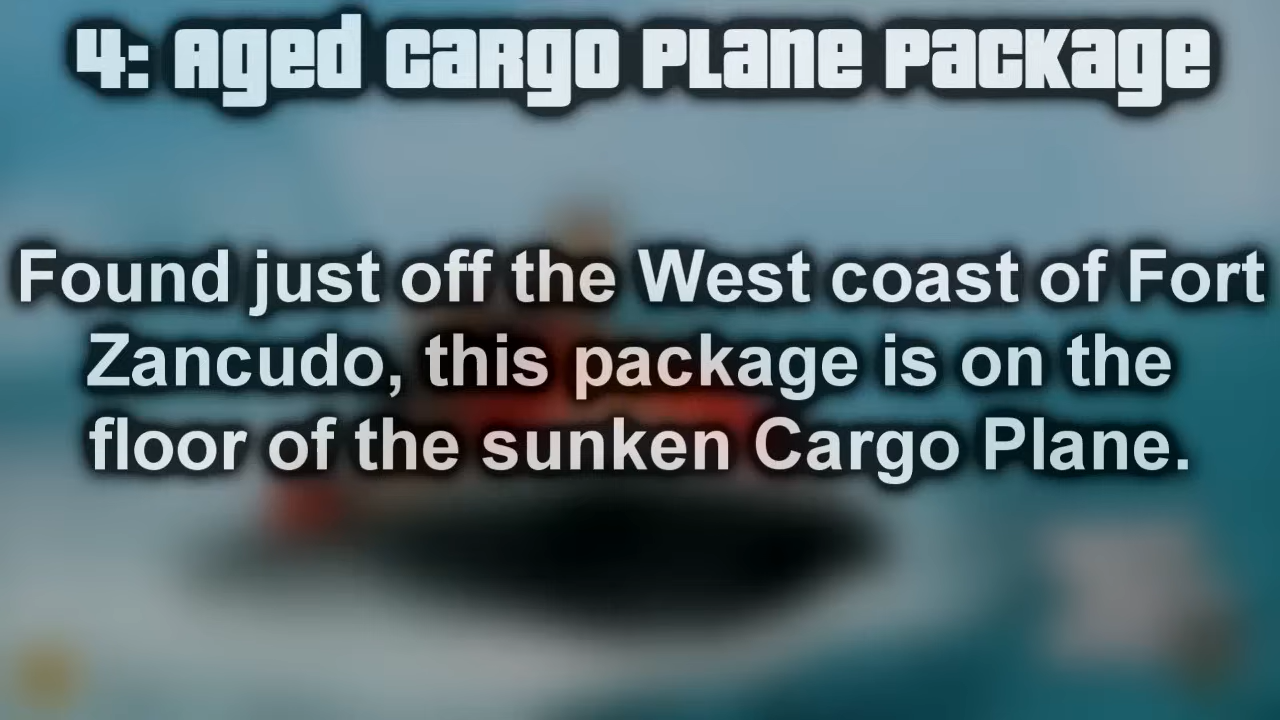 4: Aged Cargo Plane Package
Found just off the West coast of Fort
Zancudo, this package is on the
floor of the sunken Cargo Plane.